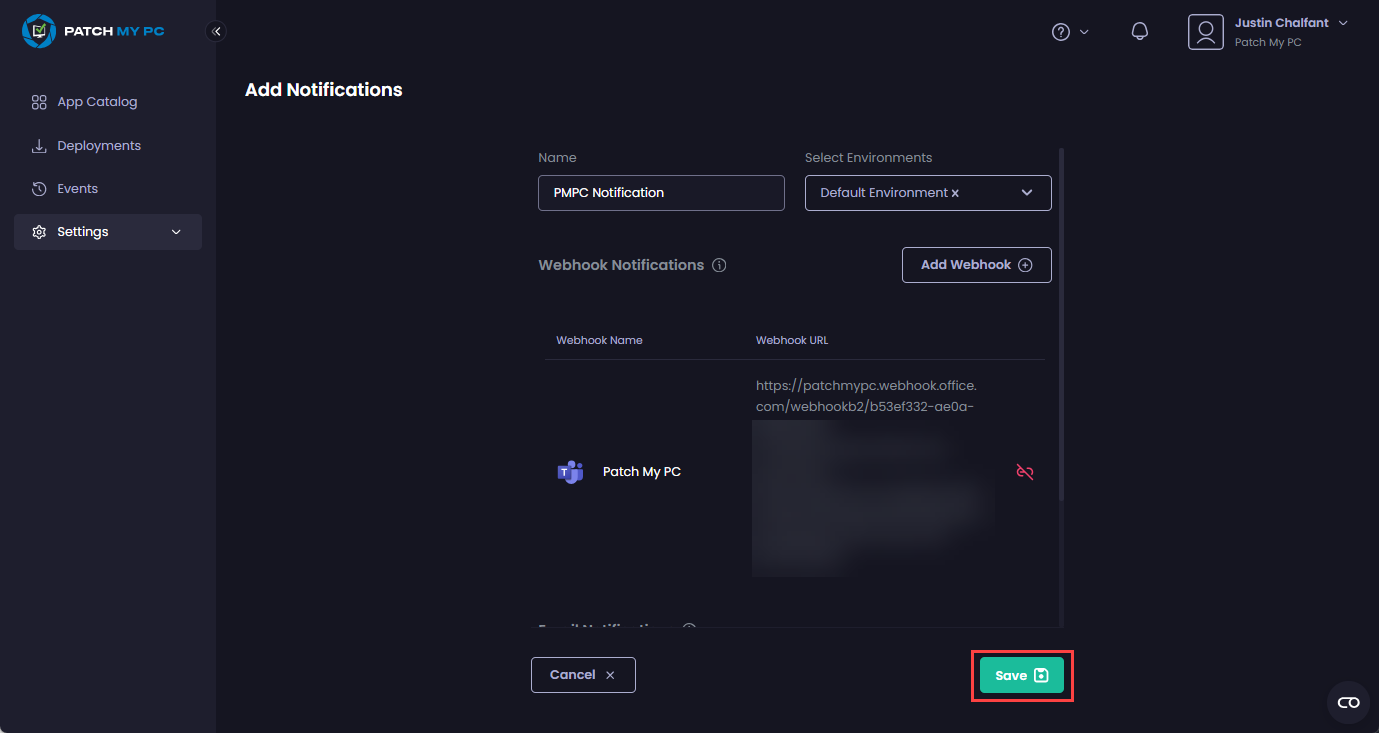 PATCH MY PC
Justin Chalfant
Patch My PC
Add Notifications
App Catalog
Deployments
Events
Settings
Name
Select Environments
PMPC Notification
Default Environment ×
Webhook Notifications
Add Webhook
Webhook Name
Webhook URL
https://patchmypc.webhook.office.
com/webhookb2/b53ef332-ae0a-
T
Patch My PC
Cancel ×
Save